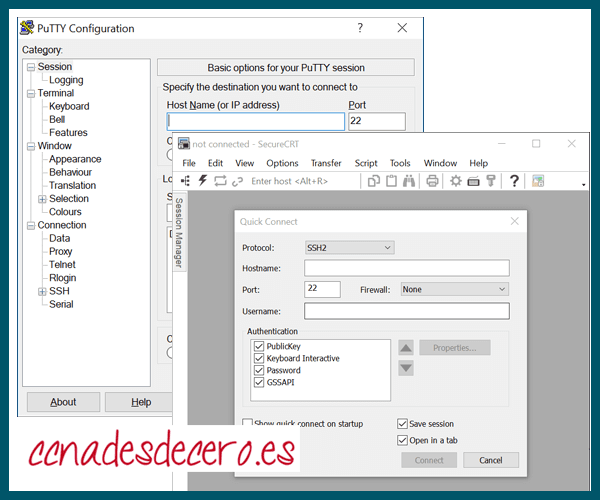 PuTTY Configuration
?
Category:
Session
Logging
Terminal
Keyboard
Bell
Features
Window
Appearance
Behaviour
Translation
Selection
Colours
Connection
Data
Proxy
Telnet
Rlogin
SSH
Serial
About
Help
Basic options for your PuTTY session
Specify the destination you want to connect to
Host Name (or IP address)
Port
22
not connected - SecureCRT
File Edit View Options Transfer Script Tools Window Help
Enter host <Alt+R>
Session Manager
Quick Connect
Protocol: SSH2
Hostname:
Port: 22 Firewall: None
Username:
Authentication
PublicKey
Keyboard Interactive
Password
GSSAPI
Properties...
Show quick connect on startup
Save session
Open in a tab
Connect Cancel
ccnadesdecero.es